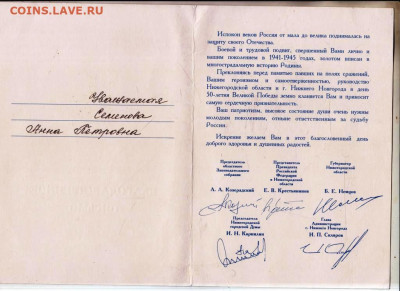 COINS.LAVE.RU
Уважаемая
Семенова
Анна Петровна
Испокон веков Россия от мала до велика поднималась на
защиту своего Отечества.
Боевой и трудовой подвиг, совершенный Вами лично и
вашим поколением в 1941-1945 годах, золотом вписан в
многострадальную историю Родины.
Преклоняясь перед памятью павших на полях сражений,
Вашим героизмом и самоотверженностью, руководство
Нижегородской области и г. Нижнего Новгорода в день
50-летия Великой Победы земно кланяется Вам и приносит
самую сердечную признательность.
Ваш патриотизм, высокое состояние души очень нужны
молодым поколениям, отныне ответственным за судьбу
России.
Искренне желаем Вам в этот благословенный день
доброго здоровья и душевных радостей.
Председатель областного Законодательного собрания
А. А. Козерадский
Представитель Президента Российской Федерации в Нижегородской области
Е. В. Крестьянинов
Губернатор Нижегородской области
Б. Е. Немцов
Председатель Нижегородской городской Думы
И. Н. Карнилин
Глава Администрации г. Нижнего Новгорода
И. П. Скляров